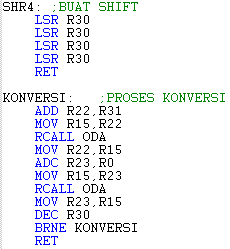 SHR4: ;BUAT SHIFT
LSR R30
LSR R30
LSR R30
LSR R30
RET
KONVERSI: ;PROSES KONVERSI
ADD R22,R31
MOV R15,R22
RCALL ODA
MOV R22,R15
ADC R23,R0
MOV R15,R23
RCALL ODA
MOV R23,R15
DEC R30
BRNE KONVERSI
RET